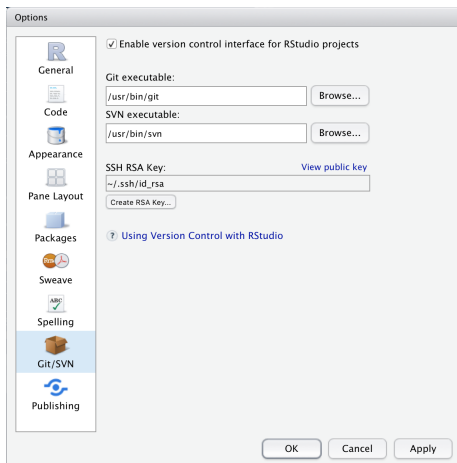 Options
R
General
Code
Appearance
Pane Layout
Packages
Sweave
ABC
Spelling
Git/SVN
Publishing
Enable version control interface for RStudio projects
Git executable:
/usr/bin/git
Browse...
SVN executable:
/usr/bin/svn
Browse...
SSH RSA Key:
View public key
~/.ssh/id_rsa
Create RSA Key...
? Using Version Control with RStudio
OK
Cancel
Apply